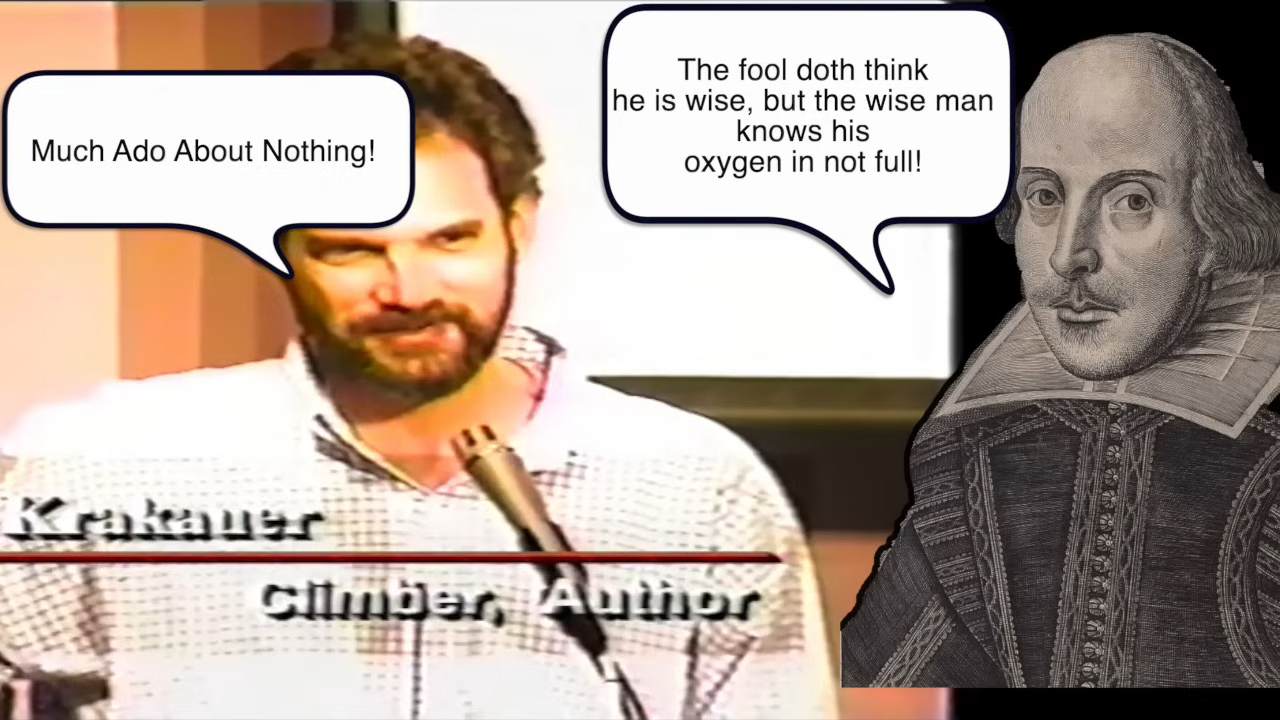 Much Ado About Nothing!
The fool doth think
he is wise, but the wise man
knows his
oxygen in not full!
Krakauer
Climber, Author